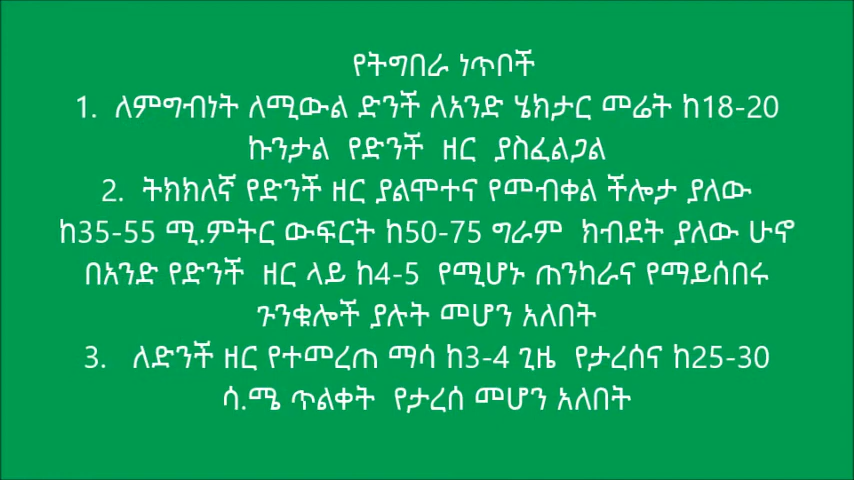 የትግበራ ነጥቦች
1. ለምግብነት ለሚውል ድንች ለአንድ ሄክታር መሬት ከ18-20
ኩንታል የድንች ዘር ያስፈልጋል
2. ትክክለኛ የድንች ዘር ያልሞተና የመብቀል ችሎታ ያለው
ከ35-55 ሚ.ምትር ውፍርት ከ50-75 ግራም ክብደት ያለው ሁኖ
በአንድ የድንች ዘር ላይ ከ4-5 የሚሆኑ ጠንካራና የማይሰበሩ
ጉንቁሎች ያሉት መሆን አለበት
3. ለድንች ዘር የተመረጠ ማሳ ከ3-4 ጊዜ የታረሰና ከ25-30
ሳ.ሜ ጥልቀት የታረሰ መሆን አለበት